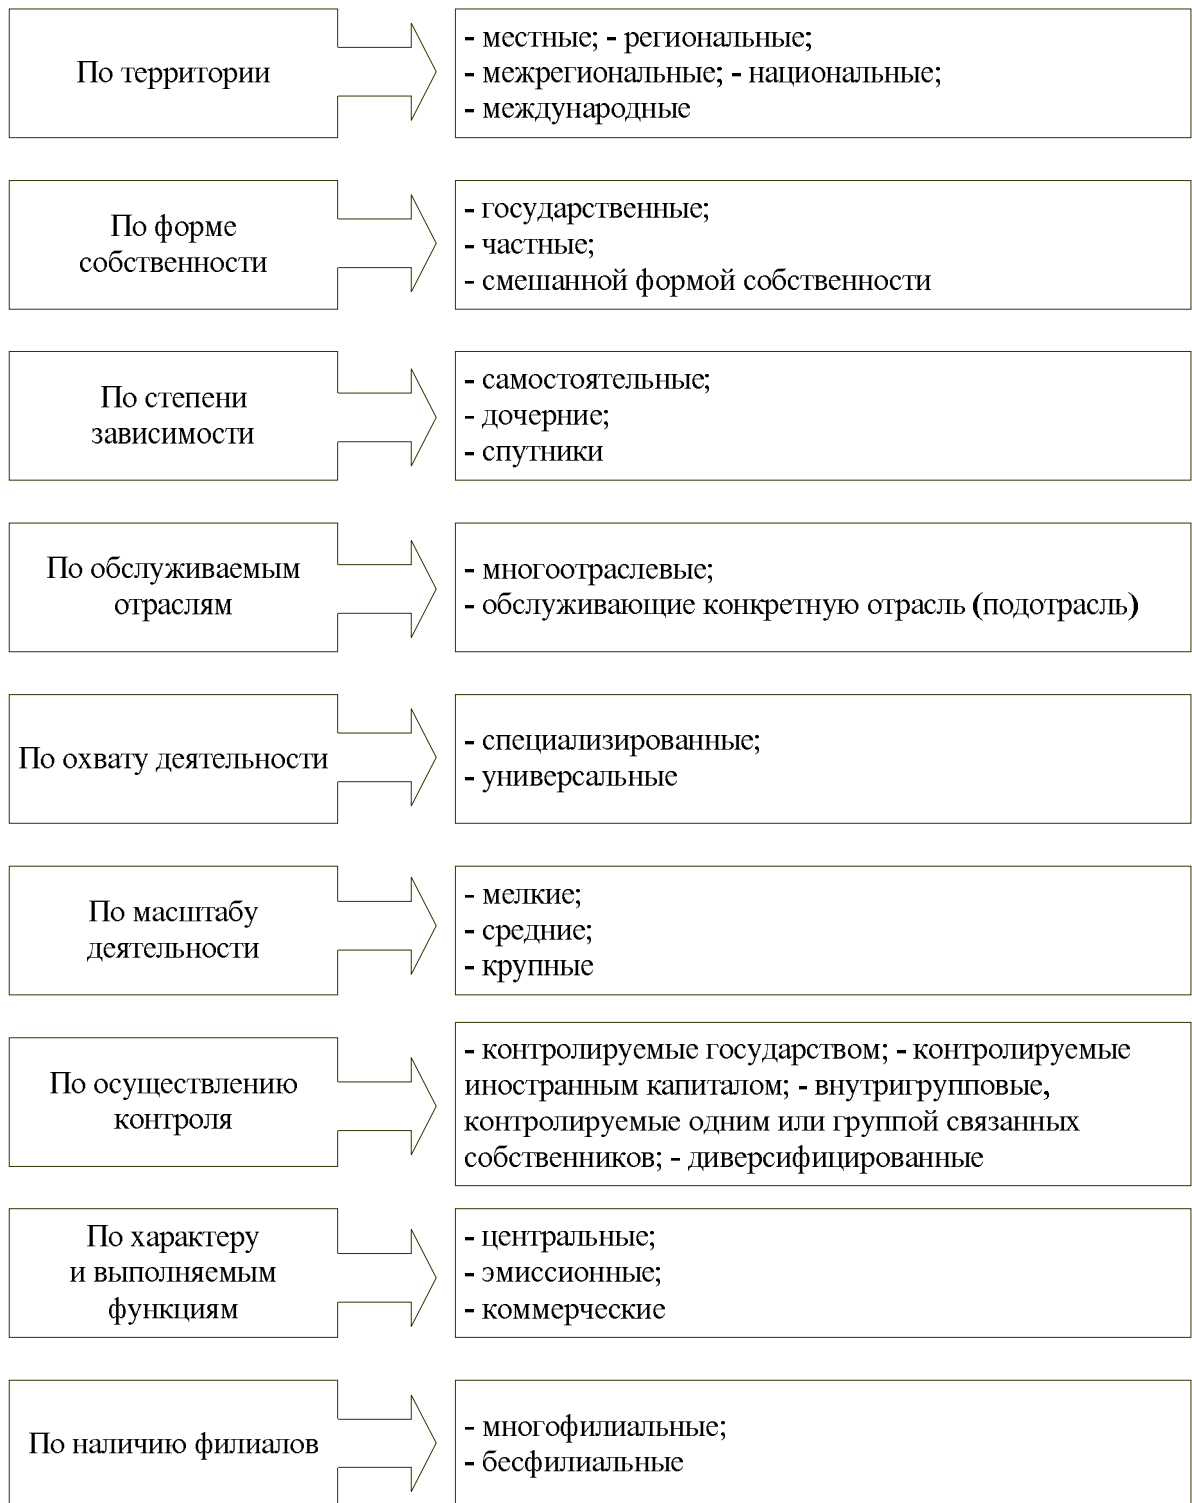 По территории
- местные; - региональные;
- межрегиональные; - национальные;
- международные
По форме
собственности
- государственные;
- частные;
- смешанной формой собственности
По степени
зависимости
- самостоятельные;
- дочерние;
- спутники
По обслуживаемым
отраслям
- многоотраслевые;
- обслуживающие конкретную отрасль (подотрасль)
По охвату деятельности
- специализированные;
- универсальные
По масштабу
деятельности
- мелкие;
- средние;
- крупные
По осуществлению
контроля
- контролируемые государством; - контролируемые
иностранным капиталом; - внутригрупповые,
контролируемые одним или группой связанных
собственников; - диверсифицированные
По характеру
и выполняемым
функциям
- центральные;
- эмиссионные;
- коммерческие
По наличию филиалов
- многофилиальные;
- бесфилиальные